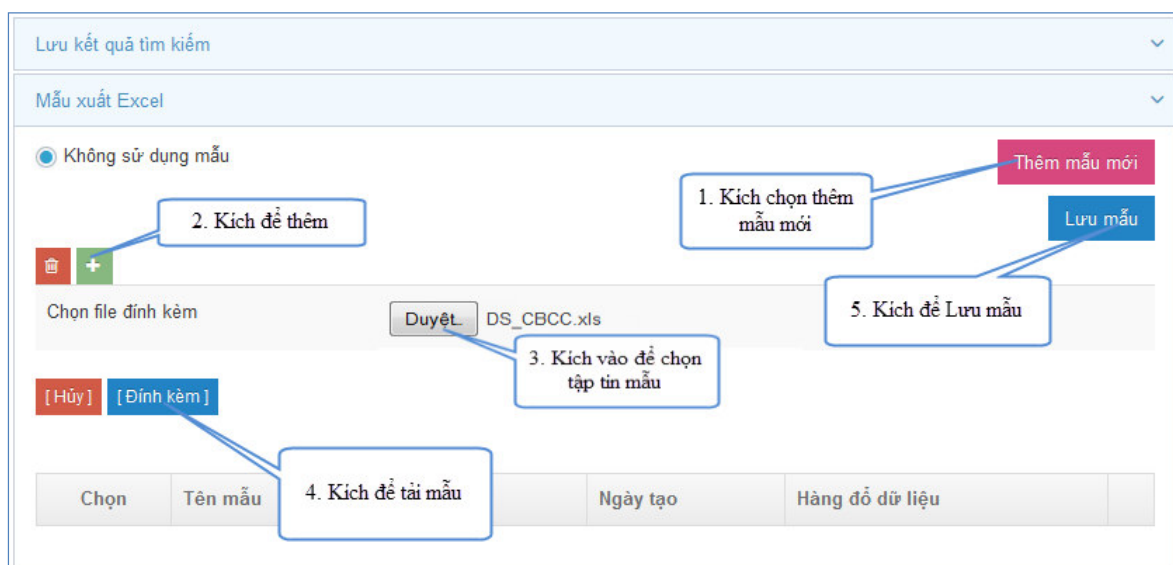 Lưu kết quả tìm kiếm
Mẫu xuất Excel
Không sử dụng mẫu
Thêm mẫu mới
1. Kích chọn thêm
mẫu mới
2. Kích để thêm
Lưu mẫu
Chọn file đính kèm
Duyệt..
DS_CBCC.xls
5. Kích để Lưu mẫu
3. Kích vào để chọn
tập tin mẫu
[ Hủy ]
[ Đính kèm ]
4. Kích để tải mẫu
Chọn
Tên mẫu
Ngày tạo
Hàng đổ dữ liệu